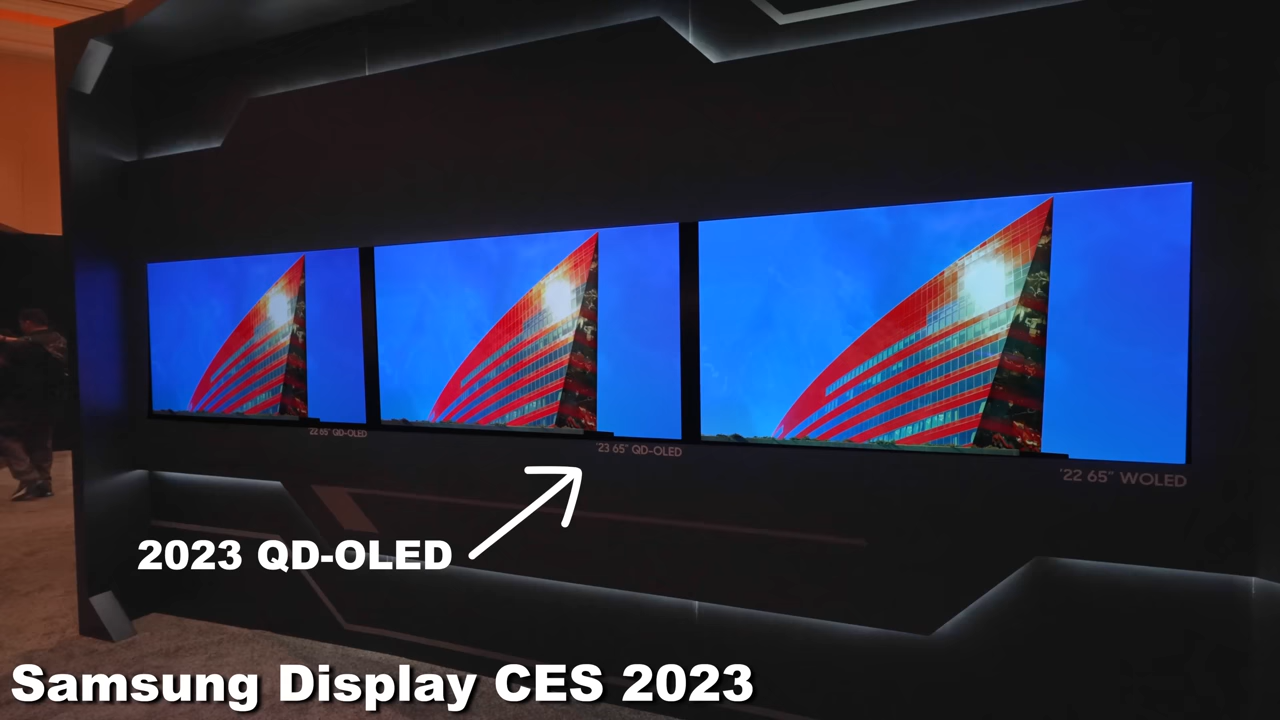 '22 65" QD-OLED
'23 65" QD-OLED
'22 65" WOLED
2023 QD-OLED
Samsung Display CES 2023